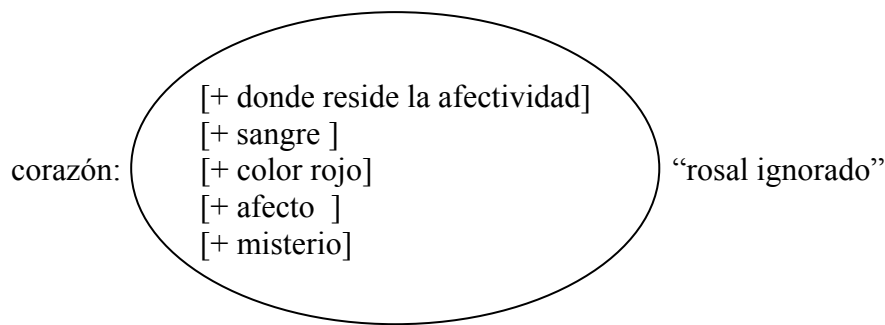 [+ donde reside la afectividad]
[+ sangre ]
corazón: [+ color rojo] “rosal ignorado”
[+ afecto  ]
[+ misterio]